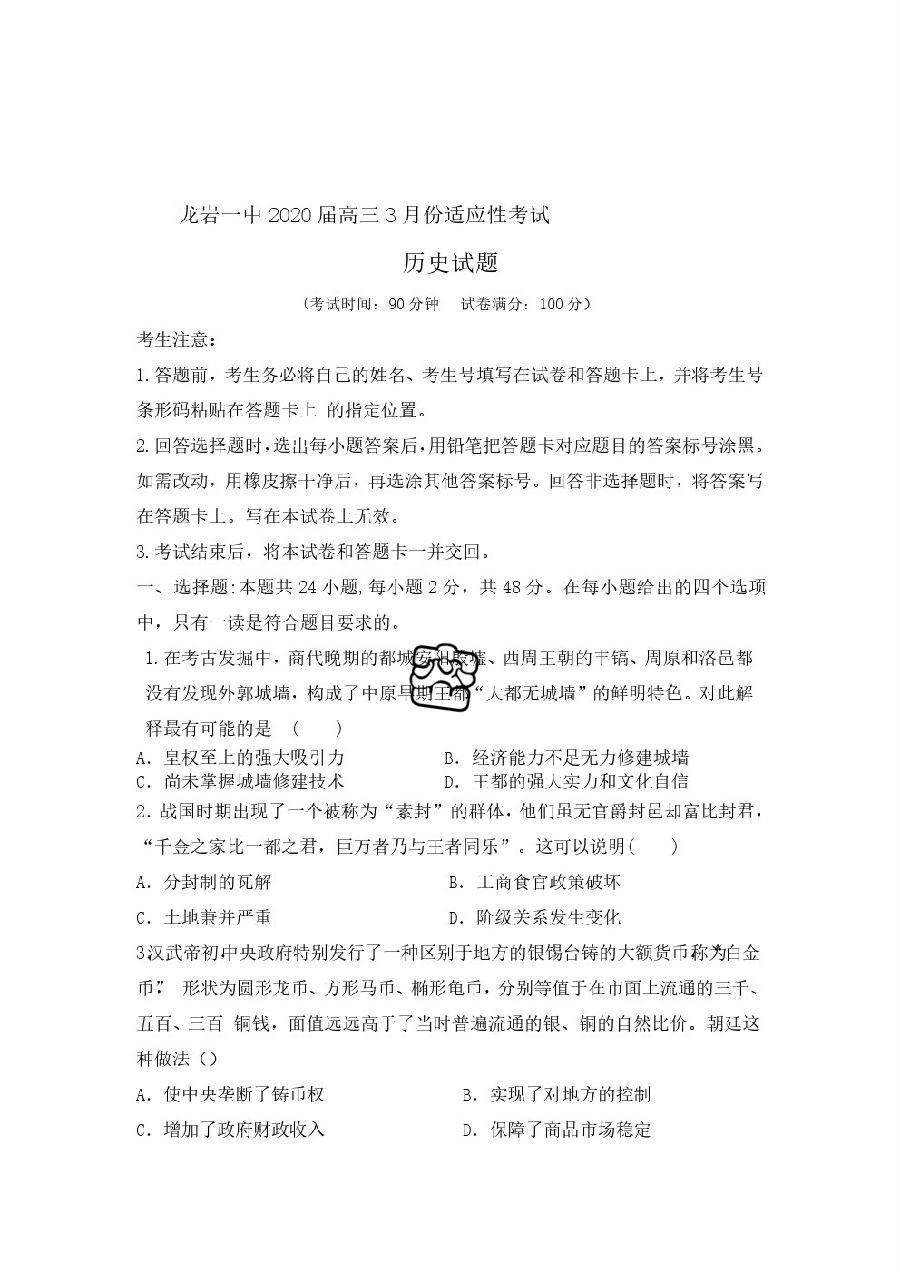 龙岩一中 2020 届高三 3 月份适应性考试
历史试题
(考试时间：90 分钟 试卷满分：100 分)
考生注意：
1. 答题前，考生务必将自己的姓名、考生号填写在试卷和答题卡上，并将考生号
条形码粘贴在答题卡上 的指定位置。
2. 回答选择题时,选出每小题答案后,用铅笔把答题卡对应题目的答案标号涂黑。
如需改动，用橡皮擦干净后，再选涂其他答案标号。回答非选择题时，将答案写
在答题卡上。写在本试卷上无效。
3. 考试结束后，将本试卷和答题卡一并交回。
一、选择题:本题共 24 小题, 每小题 2 分，共 48 分。在每小题给出的四个选项
中，只有一读是符合题目要求的。
1. 在考古发掘中，商代晚期的都城安阳殷墟、西周王朝的丰镐、周原和洛邑都
没有发现外郭城墙，构成了中原早期王都“大都无城墙”的鲜明特色。对此解
释最有可能的是 ( )
A．皇权至上的强大吸引力 B．经济能力不足无力修建城墙
C．尚未掌握城墙修建技术 D．王都的强大实力和文化自信
2．战国时期出现了一个被称为“素封”的群体，他们虽无官爵封邑却富比封君，
“千金之家比一都之君，巨万者乃与王者同乐”。这可以说明( )
A．分封制的瓦解 B．工商食官政策破坏
C．土地兼并严重 D．阶级关系发生变化
3.汉武帝初,中央政府特别发行了一种区别于地方的银锡合铸的大额货币,称为“白金
币”， 形状为圆形龙币、方形马币、椭形龟币，分别等值于在市面上流通的三千、
五百、三百 铜钱，面值远远高于了当时普遍流通的银、铜的自然比价。朝廷这
种做法（）
A．使中央垄断了铸币权 B．实现了对地方的控制
C．增加了政府财政收入 D．保障了商品市场稳定